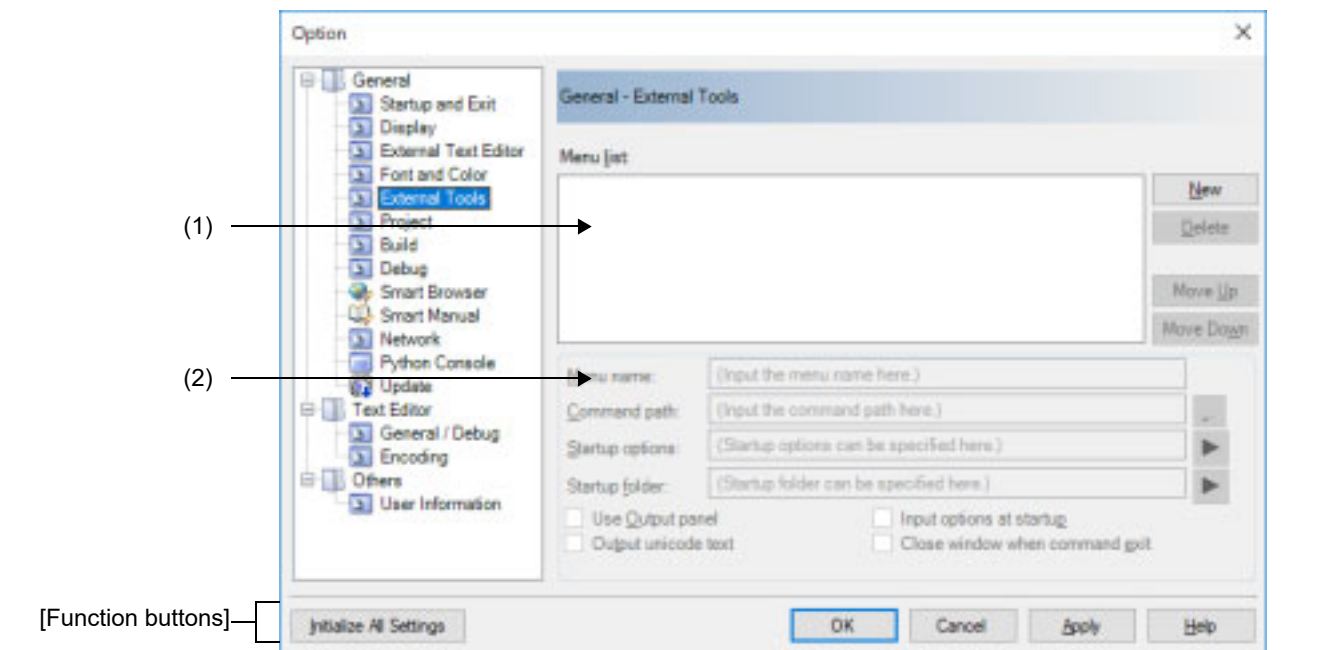 Option
General
Startup and Exit
Display
External Text Editor
Font and Color
External Tools
Project
Build
Debug
Smart Browser
Smart Manual
Network
Python Console
Update
Text Editor
General / Debug
Encoding
Others
User Information
General - External Tools
Menu list
New
Delete
Move Up
Move Down
(1)
(2)
Menu name: (Input the menu name here.)
Command path: (Input the command path here.) ...
Startup options: (Startup options can be specified here.)
Startup folder: (Startup folder can be specified here.)
Use Output panel Input options at startup
Output unicode text Close window when command exit
[Function buttons]
Initialize All Settings OK Cancel Apply Help